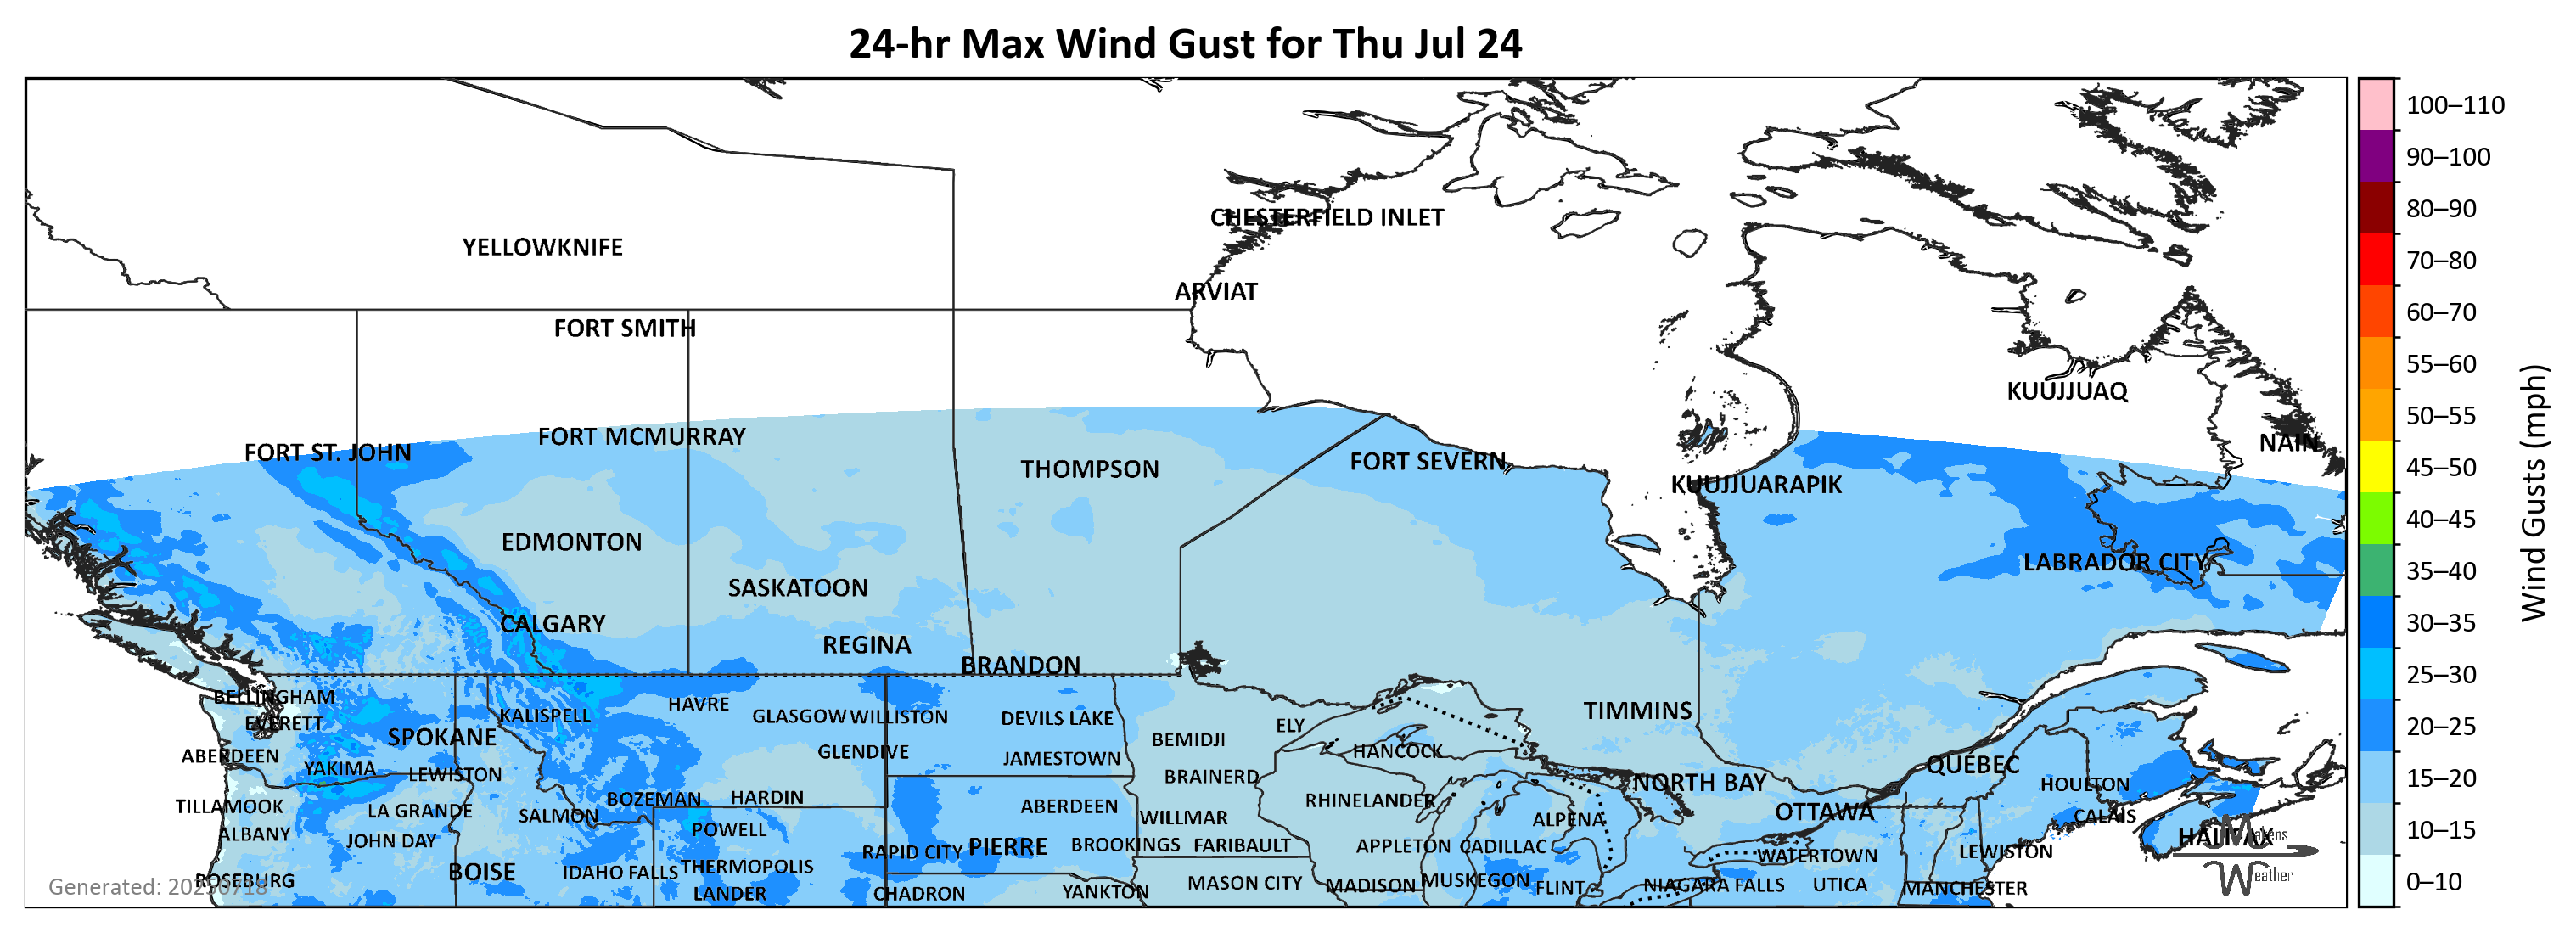 24-hr Max Wind Gust for Thu Jul 24
100–110
90–100
80–90
70–80
60–70
55–60
50–55
45–50
40–45
35–40
30–35
25–30
20–25
15–20
10–15
0–10
Wind Gusts (mph)
CHESTERFIELD INLET
YELLOWKNIFE
ARVIAT
FORT SMITH
KUUJJUAQ
FORT MCMURRAY
NAIN
FORT ST. JOHN
FORT SEVERN
THOMPSON
KUUJJUARAPIK
EDMONTON
LABRADOR CITY
SASKATOON
CALGARY
REGINA
BRANDON
BELLINGHAM
HAVRE
TIMMINS
KALISPELL
GLASGOW
WILLISTON
DEVILS LAKE
EVERETT
ELY
SPOKANE
BEMIDJI
ABERDEEN
GLENDIVE
HANCOCK
JAMESTOWN
QUÉBEC
YAKIMA
LEWISTON
BRAINERD
NORTH BAY
HOULTON
BOZEMAN
HARDIN
RHINELANDER
TILLAMOOK
LA GRANDE
ABERDEEN
OTTAWA
SALMON
WILLMAR
ALPENA
CALAIS
ALBANY
POWELL
HALIFAX
Makens
JOHN DAY
PIERRE
BROOKINGS
FARIBAULT
APPLETON
CADILLAC
RAPID CITY
LEWISTON
WATERTOWN
BOISE
IDAHO FALLS
THERMOPOLIS
Weather
ROSEBURG
MUSKEGON
MASON CITY
MADISON
FLINT
NIAGARA FALLS
UTICA
MANCHESTER
LANDER
CHADRON
YANKTON
Generated: 20250718